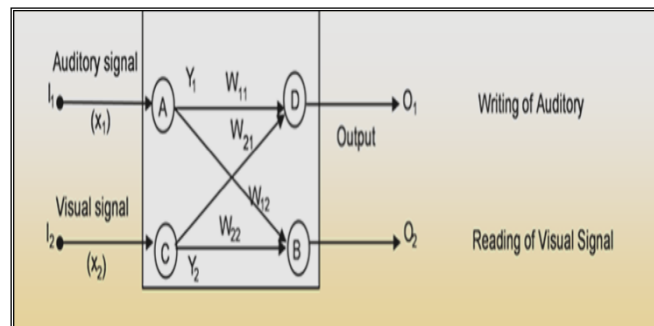 Auditory signal
I1
(x1)
A
Y1
W11
D
O1
Writing of Auditory
W21
Output
Visual signal
I2
(x2)
C
W12
W22
Y2
B
O2
Reading of Visual Signal